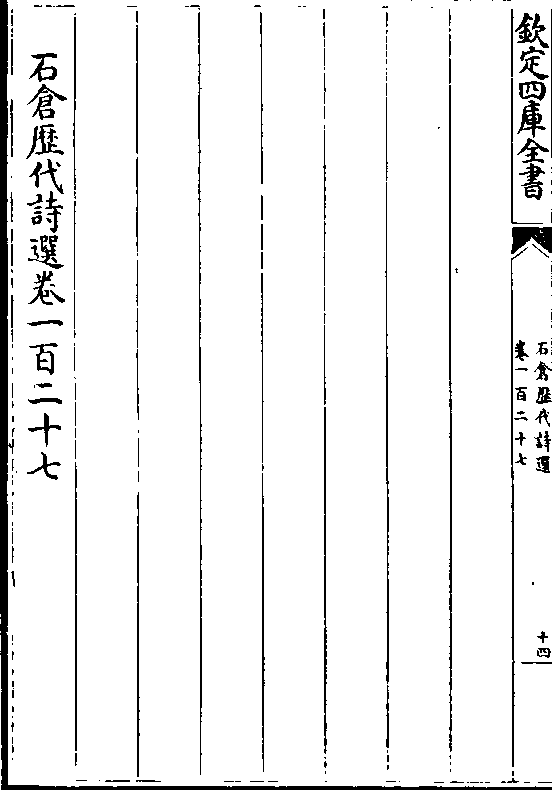 欽定四庫全書
石倉歷代詩選
卷一百二十七
十四
石倉歷代詩選卷一百二十七